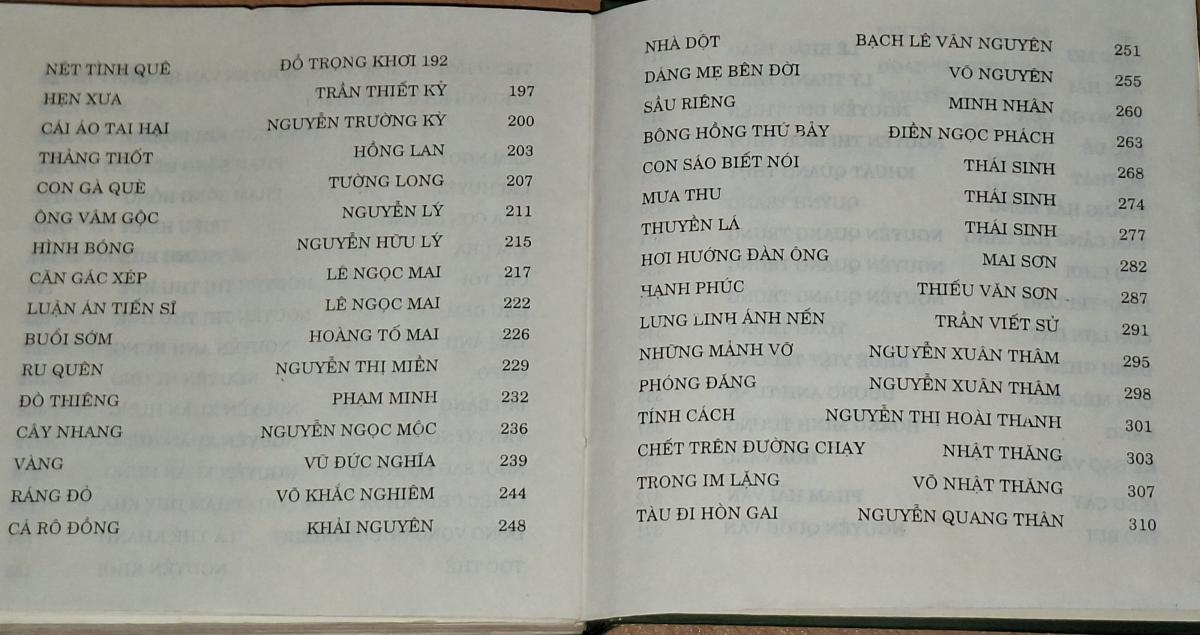 NÉT TÌNH QUÊ ĐỖ TRỌNG KHƠI 192
HẸN XƯA TRẦN THIẾT KỲ 197
CÁI ÁO TAI HẠI NGUYỄN TRƯỜNG KỲ 200
THẢNG THỐT HỒNG LAN 203
CON GÀ QUÈ TƯỜNG LONG 207
ÔNG VẰM GỘC NGUYỄN LÝ 211
HÌNH BÓNG NGUYỄN HỮU LÝ 215
CĂN GÁC XÉP LÊ NGỌC MAI 217
LUẬN ÁN TIẾN SĨ LÊ NGỌC MAI 222
BUỔI SỚM HOÀNG TỐ MAI 226
RU QUÊN NGUYỄN THỊ MIỀN 229
ĐÒ THIÊNG PHẠM MINH 232
CÂY NHANG NGUYỄN NGỌC MỘC 236
VÀNG VŨ ĐỨC NGHĨA 239
RÁNG ĐỎ VÕ KHẮC NGHIÊM 244
CÁ RÔ ĐỒNG KHẢI NGUYÊN 248
NHÀ DỘT BẠCH LÊ VÂN NGUYÊN 251
DÁNG MẸ BÊN ĐỜI VÕ NGUYÊN 255
SẦU RIÊNG MINH NHÂN 260
BÔNG HỒNG THỨ BẢY ĐIỀN NGỌC PHÁCH 263
CON SÁO BIẾT NÓI THÁI SINH 268
MƯA THU THÁI SINH 274
THUYỀN LÁ THÁI SINH 277
HƠI HƯỚNG ĐÀN ÔNG MAI SƠN 282
HẠNH PHÚC THIẾU VĂN SƠN 287
LUNG LINH ÁNH NẾN TRẦN VIẾT SỬ 291
NHỮNG MẢNH VỠ NGUYỄN XUÂN THÂM 295
PHÓNG ĐÃNG NGUYỄN XUÂN THÂM 298
TÍNH CÁCH NGUYỄN THỊ HOÀI THANH 301
CHẾT TRÊN ĐƯỜNG CHẠY NHẬT THĂNG 303
TRONG IM LẶNG VÕ NHẬT THĂNG 307
TÀU ĐI HÒN GAI NGUYỄN QUANG THÂN 310